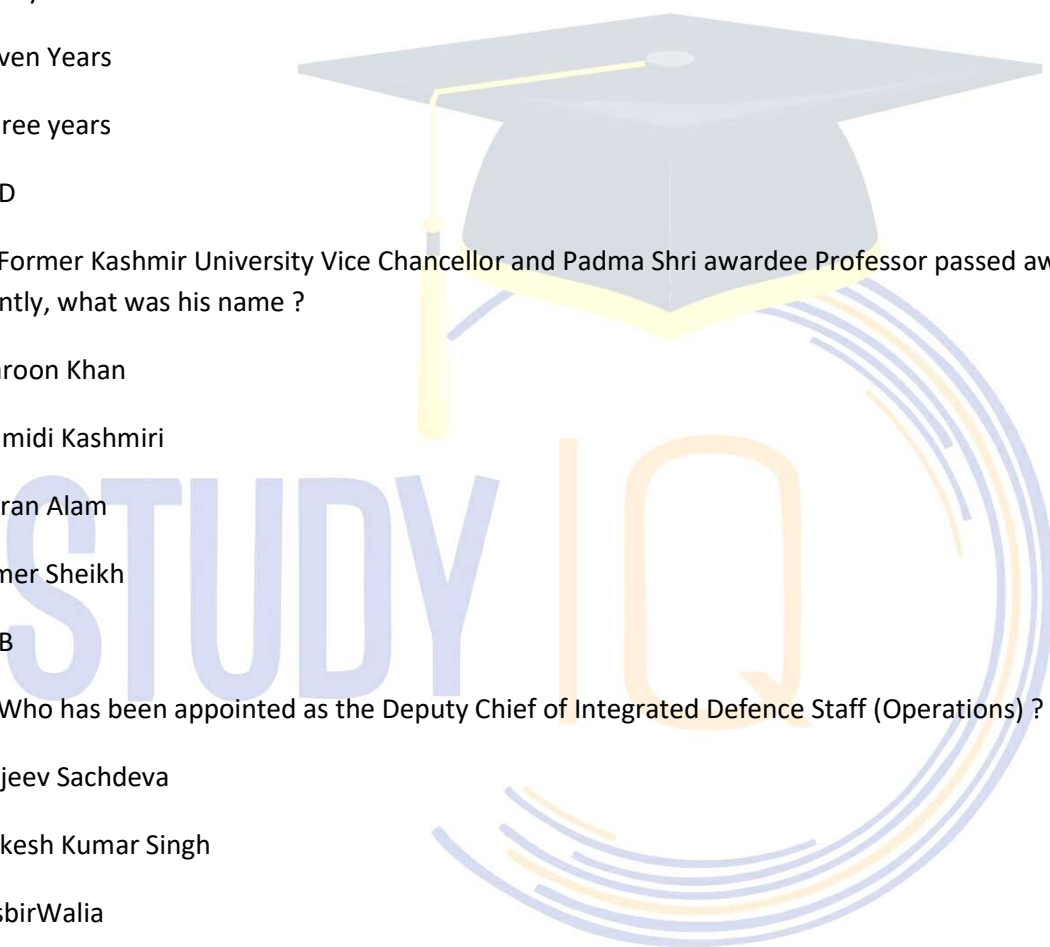 ven Years
ree years
D
Former Kashmir University Vice Chancellor and Padma Shri awardee Professor passed aw
ntly, what was his name ?
roon Khan
midi Kashmiri
ran Alam
mer Sheikh
B
Who has been appointed as the Deputy Chief of Integrated Defence Staff (Operations) ?
jeev Sachdeva
kesh Kumar Singh
sbirWalia
STUDY IQ